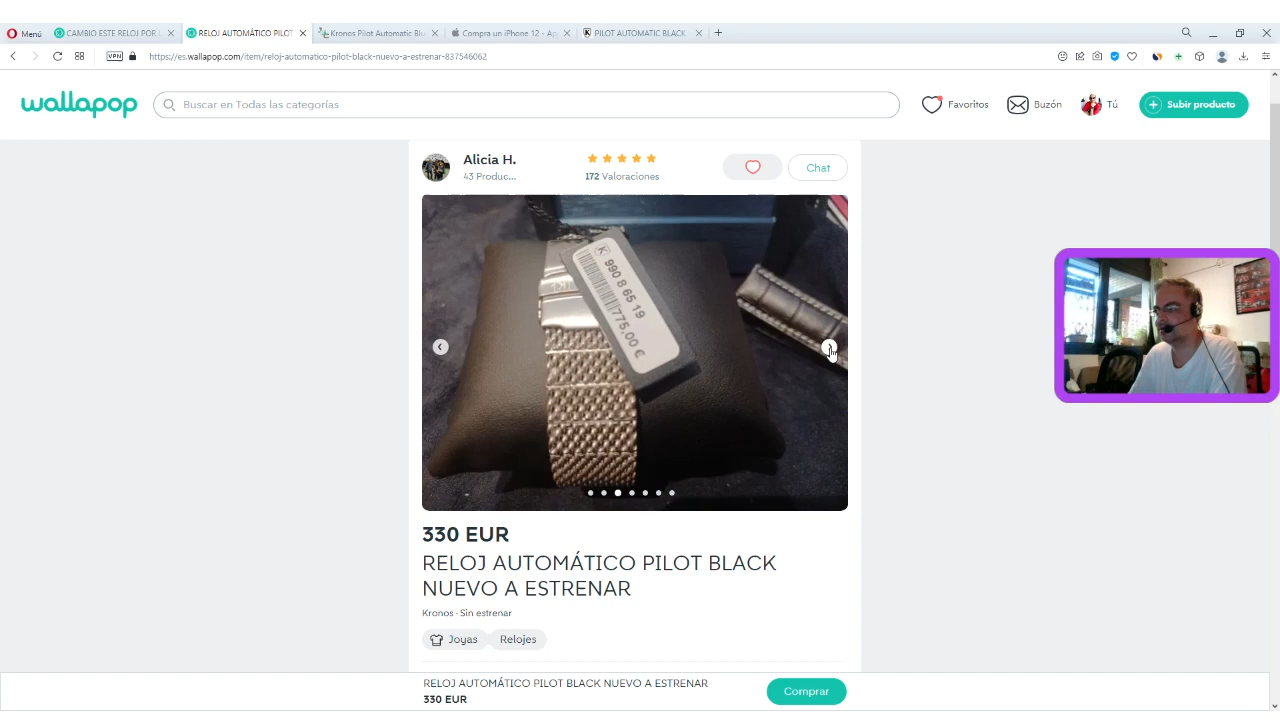 Menú
CAMBIO ESTE RELOJ POR
RELOJ AUTOMÁTICO PILOT
Kronos Pilot Automatic Blu
Compra un iPhone 12 - Ap
PILOT AUTOMATIC BLACK
VPN
https://es.wallapop.com/item/reloj-automatico-pilot-black-nuevo-a-estrenar-837546062
wallapop
Buscar en Todas las categorías
Favoritos
Buzón
Tú
Subir producto
Alicia H.
43 Produc...
172 Valoraciones
Chat
K 990 8 65 19
775,00 €
330 EUR
RELOJ AUTOMÁTICO PILOT BLACK
NUEVO A ESTRENAR
Kronos · Sin estrenar
Joyas
Relojes
RELOJ AUTOMÁTICO PILOT BLACK NUEVO A ESTRENAR
330 EUR
Comprar